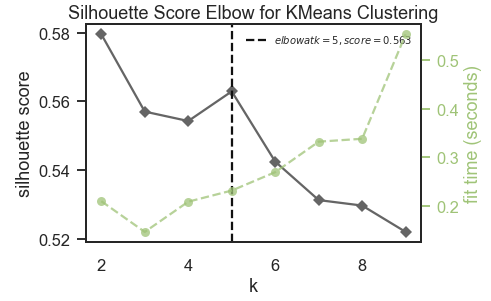 Silhouette Score Elbow for KMeans Clustering
elbow at k = 5, score = 0.563
silhouette score
0.58
0.56
0.54
0.52
fit time (seconds)
0.5
0.4
0.3
0.2
2
4
6
8
k